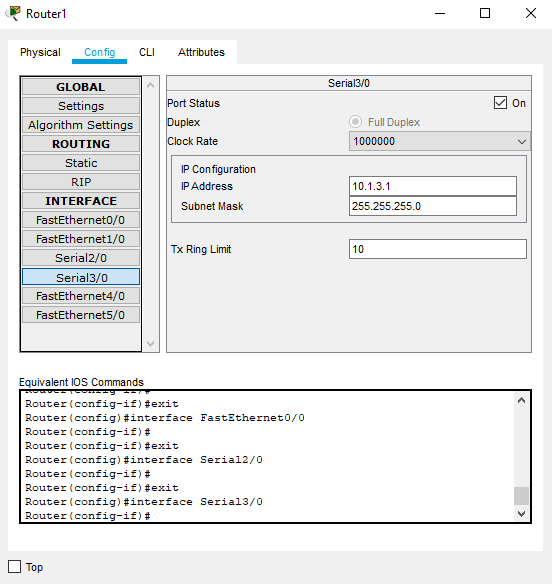 Router1
Physical Config CLI Attributes
GLOBAL
Settings
Algorithm Settings
ROUTING
Static
RIP
INTERFACE
FastEthernet0/0
FastEthernet1/0
Serial2/0
Serial3/0
FastEthernet4/0
FastEthernet5/0
Serial3/0
Port Status On
Duplex Full Duplex
Clock Rate 1000000
IP Configuration
IP Address 10.1.3.1
Subnet Mask 255.255.255.0
Tx Ring Limit 10
Equivalent IOS Commands
Router(config-if)#
Router(config-if)#exit
Router(config)#interface FastEthernet0/0
Router(config-if)#
Router(config-if)#exit
Router(config)#interface Serial2/0
Router(config-if)#
Router(config-if)#exit
Router(config)#interface Serial3/0
Router(config-if)#
Top